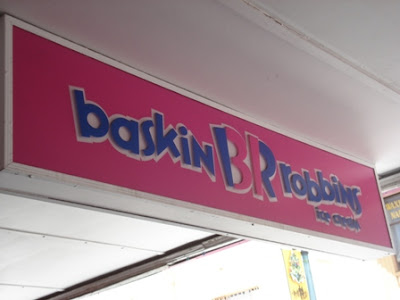 baskin BR robbins
ice cream